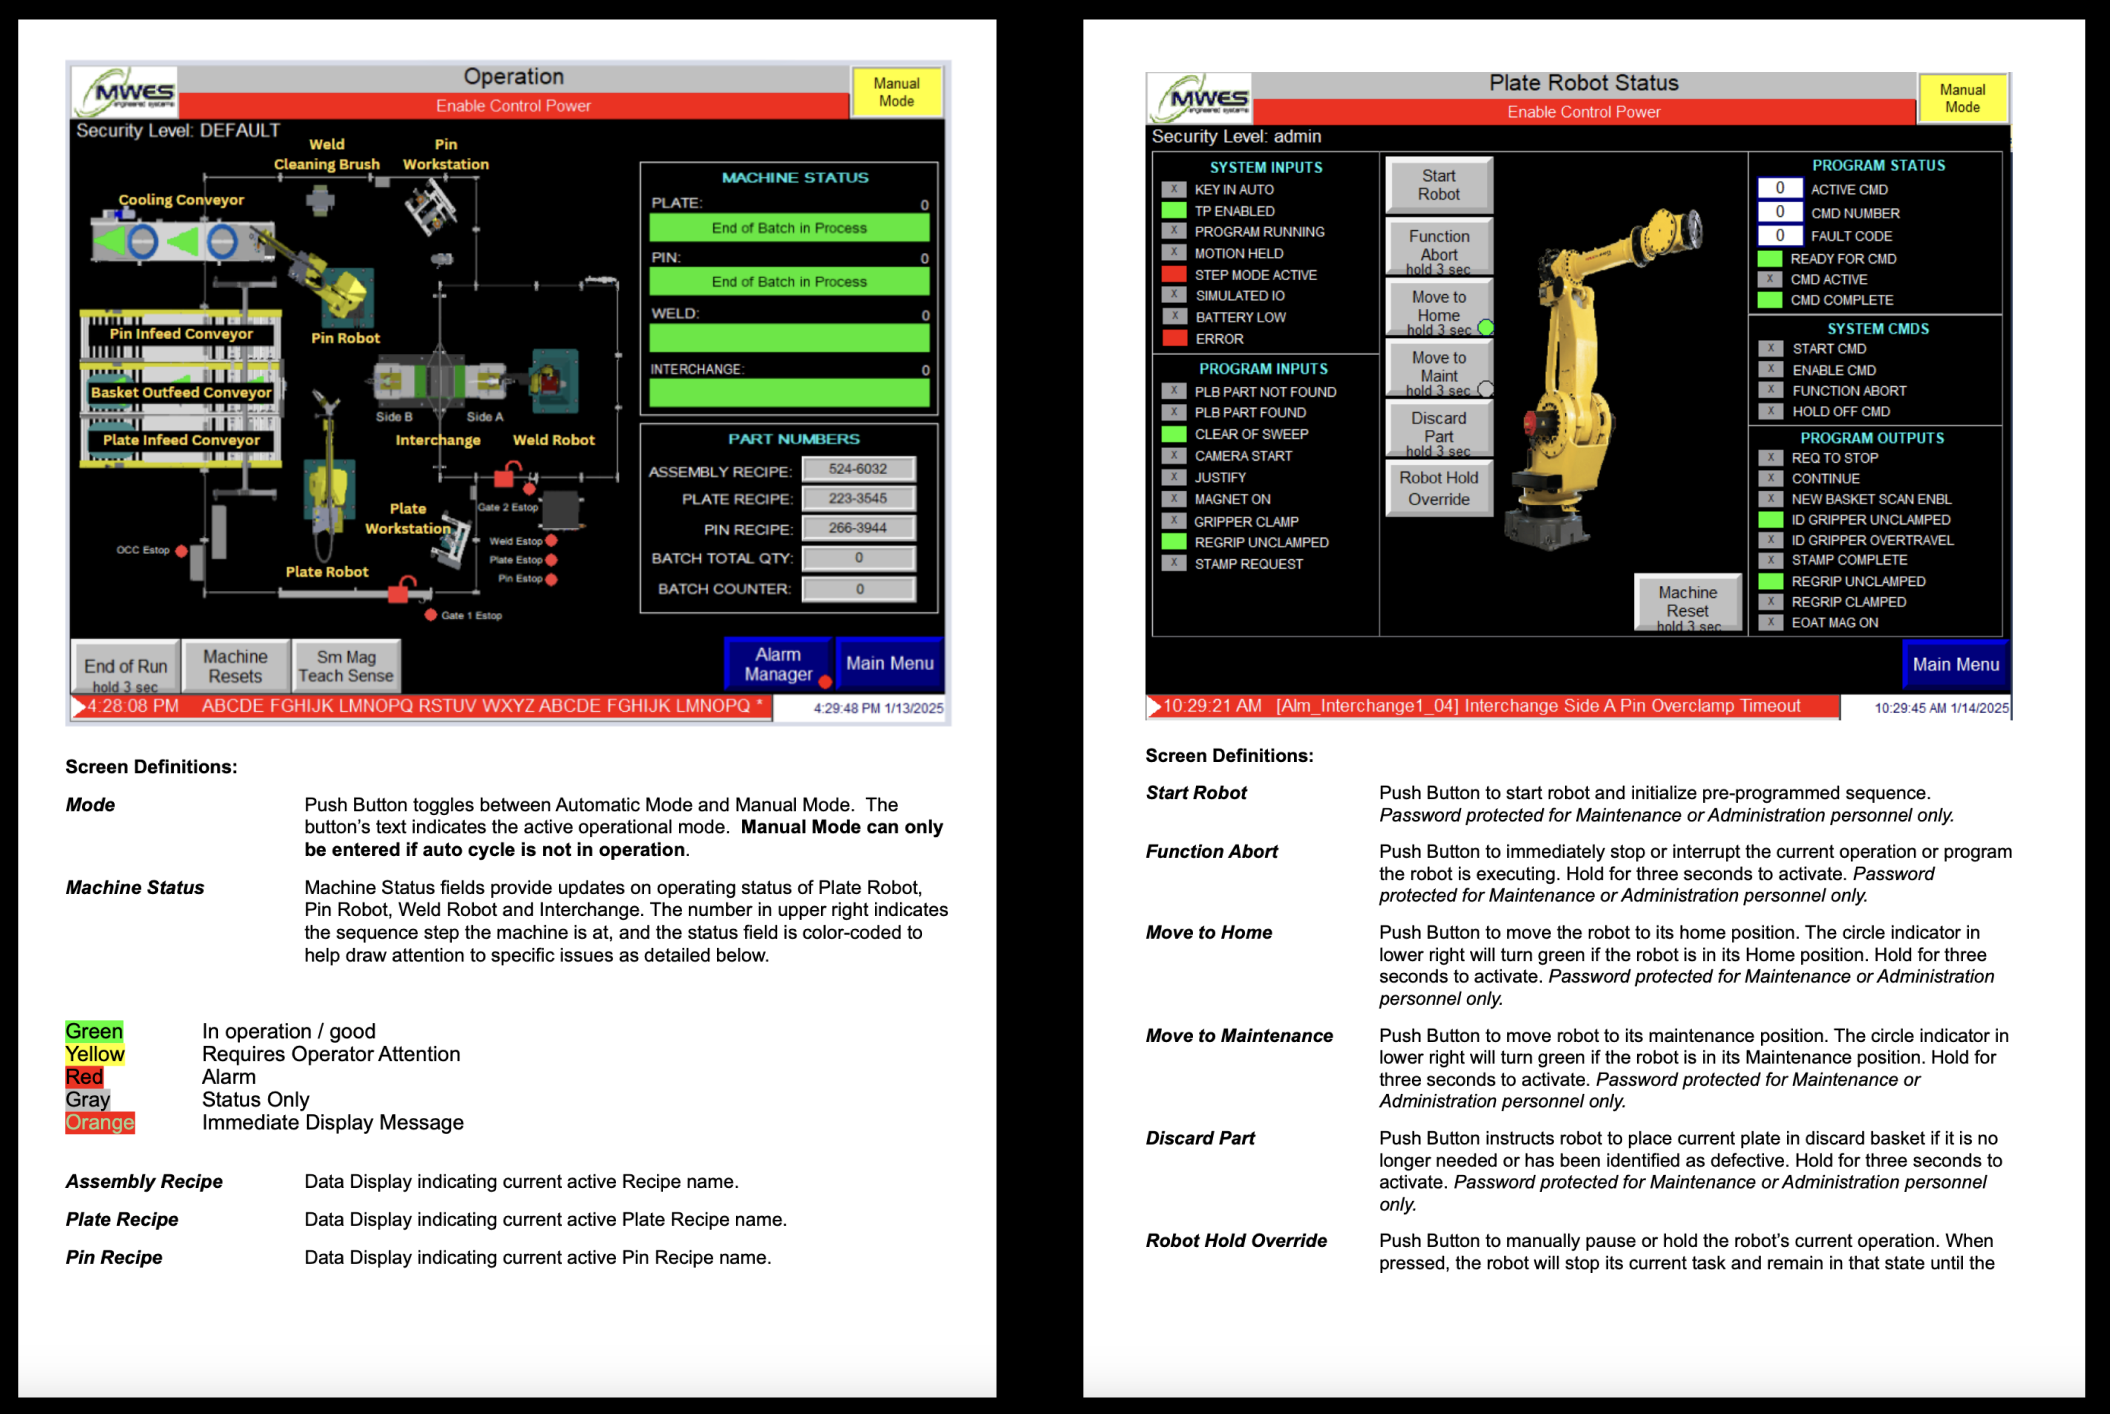 MWES
engineered systems
Operation
Enable Control Power
Manual
Mode
Security Level: DEFAULT
Weld
Cleaning Brush
Pin
Workstation
Cooling Conveyor
Pin Infeed Conveyor
Pin Robot
Basket Outfeed Conveyor
Plate Infeed Conveyor
Side B
Side A
Interchange
Weld Robot
Plate
Workstation
Gate 2 Estop
Weld Estop
Plate Estop
Pin Estop
OCC Estop
Plate Robot
Gate 1 Estop
MACHINE STATUS
PLATE: 0
End of Batch in Process
PIN: 0
End of Batch in Process
WELD: 0
INTERCHANGE: 0
PART NUMBERS
ASSEMBLY RECIPE: 524-6032
PLATE RECIPE: 223-3545
PIN RECIPE: 266-3944
BATCH TOTAL QTY: 0
BATCH COUNTER: 0
End of Run
hold 3 sec
Machine
Resets
Sm Mag
Teach Sense
Alarm
Manager
Main Menu
4:28:08 PM ABCDE FGHIJK LMNOPQ RSTUV WXYZ ABCDE FGHIJK LMNOPQ *
4:29:48 PM 1/13/2025
Screen Definitions:
Mode Push Button toggles between Automatic Mode and Manual Mode. The
button's text indicates the active operational mode. Manual Mode can only
be entered if auto cycle is not in operation.
Machine Status Machine Status fields provide updates on operating status of Plate Robot,
Pin Robot, Weld Robot and Interchange. The number in upper right indicates
the sequence step the machine is at, and the status field is color-coded to
help draw attention to specific issues as detailed below.
Green In operation / good
Yellow Requires Operator Attention
Red Alarm
Gray Status Only
Orange Immediate Display Message
Assembly Recipe Data Display indicating current active Recipe name.
Plate Recipe Data Display indicating current active Plate Recipe name.
Pin Recipe Data Display indicating current active Pin Recipe name.
MWES
engineered systems
Plate Robot Status
Enable Control Power
Manual
Mode
Security Level: admin
SYSTEM INPUTS
X KEY IN AUTO
TP ENABLED
X PROGRAM RUNNING
X MOTION HELD
STEP MODE ACTIVE
X SIMULATED IO
X BATTERY LOW
ERROR
PROGRAM INPUTS
X PLB PART NOT FOUND
X PLB PART FOUND
CLEAR OF SWEEP
X CAMERA START
X JUSTIFY
X MAGNET ON
X GRIPPER CLAMP
REGRIP UNCLAMPED
X STAMP REQUEST
Start
Robot
Function
Abort
hold 3 sec
Move to
Home
hold 3 sec
Move to
Maint
hold 3 sec
Discard
Part
hold 3 sec
Robot Hold
Override
Machine
Reset
hold 3 sec
PROGRAM STATUS
0 ACTIVE CMD
0 CMD NUMBER
0 FAULT CODE
READY FOR CMD
X CMD ACTIVE
CMD COMPLETE
SYSTEM CMDS
X START CMD
X ENABLE CMD
X FUNCTION ABORT
X HOLD OFF CMD
PROGRAM OUTPUTS
X REQ TO STOP
X CONTINUE
X NEW BASKET SCAN ENBL
ID GRIPPER UNCLAMPED
X ID GRIPPER OVERTRAVEL
X STAMP COMPLETE
REGRIP UNCLAMPED
X REGRIP CLAMPED
X EOAT MAG ON
Main Menu
10:29:21 AM [Alm_Interchange1_04] Interchange Side A Pin Overclamp Timeout
10:29:45 AM 1/14/2025
Screen Definitions:
Start Robot Push Button to start robot and initialize pre-programmed sequence.
Password protected for Maintenance or Administration personnel only.
Function Abort Push Button to immediately stop or interrupt the current operation or program
the robot is executing. Hold for three seconds to activate. Password
protected for Maintenance or Administration personnel only.
Move to Home Push Button to move the robot to its home position. The circle indicator in
lower right will turn green if the robot is in its Home position. Hold for three
seconds to activate. Password protected for Maintenance or Administration
personnel only.
Move to Maintenance Push Button to move robot to its maintenance position. The circle indicator in
lower right will turn green if the robot is in its Maintenance position. Hold for
three seconds to activate. Password protected for Maintenance or
Administration personnel only.
Discard Part Push Button instructs robot to place current plate in discard basket if it is no
longer needed or has been identified as defective. Hold for three seconds to
activate. Password protected for Maintenance or Administration personnel
only.
Robot Hold Override Push Button to manually pause or hold the robot's current operation. When
pressed, the robot will stop its current task and remain in that state until the